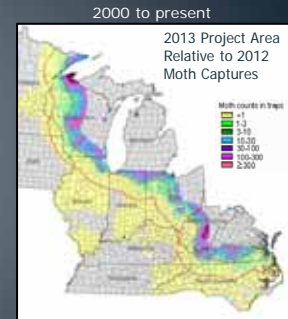 2000 to present
2013 Project Area
Relative to 2012
Moth Captures
Moth counts in traps
<1
1-3
3-10
10-30
30-100
100-300
≥300